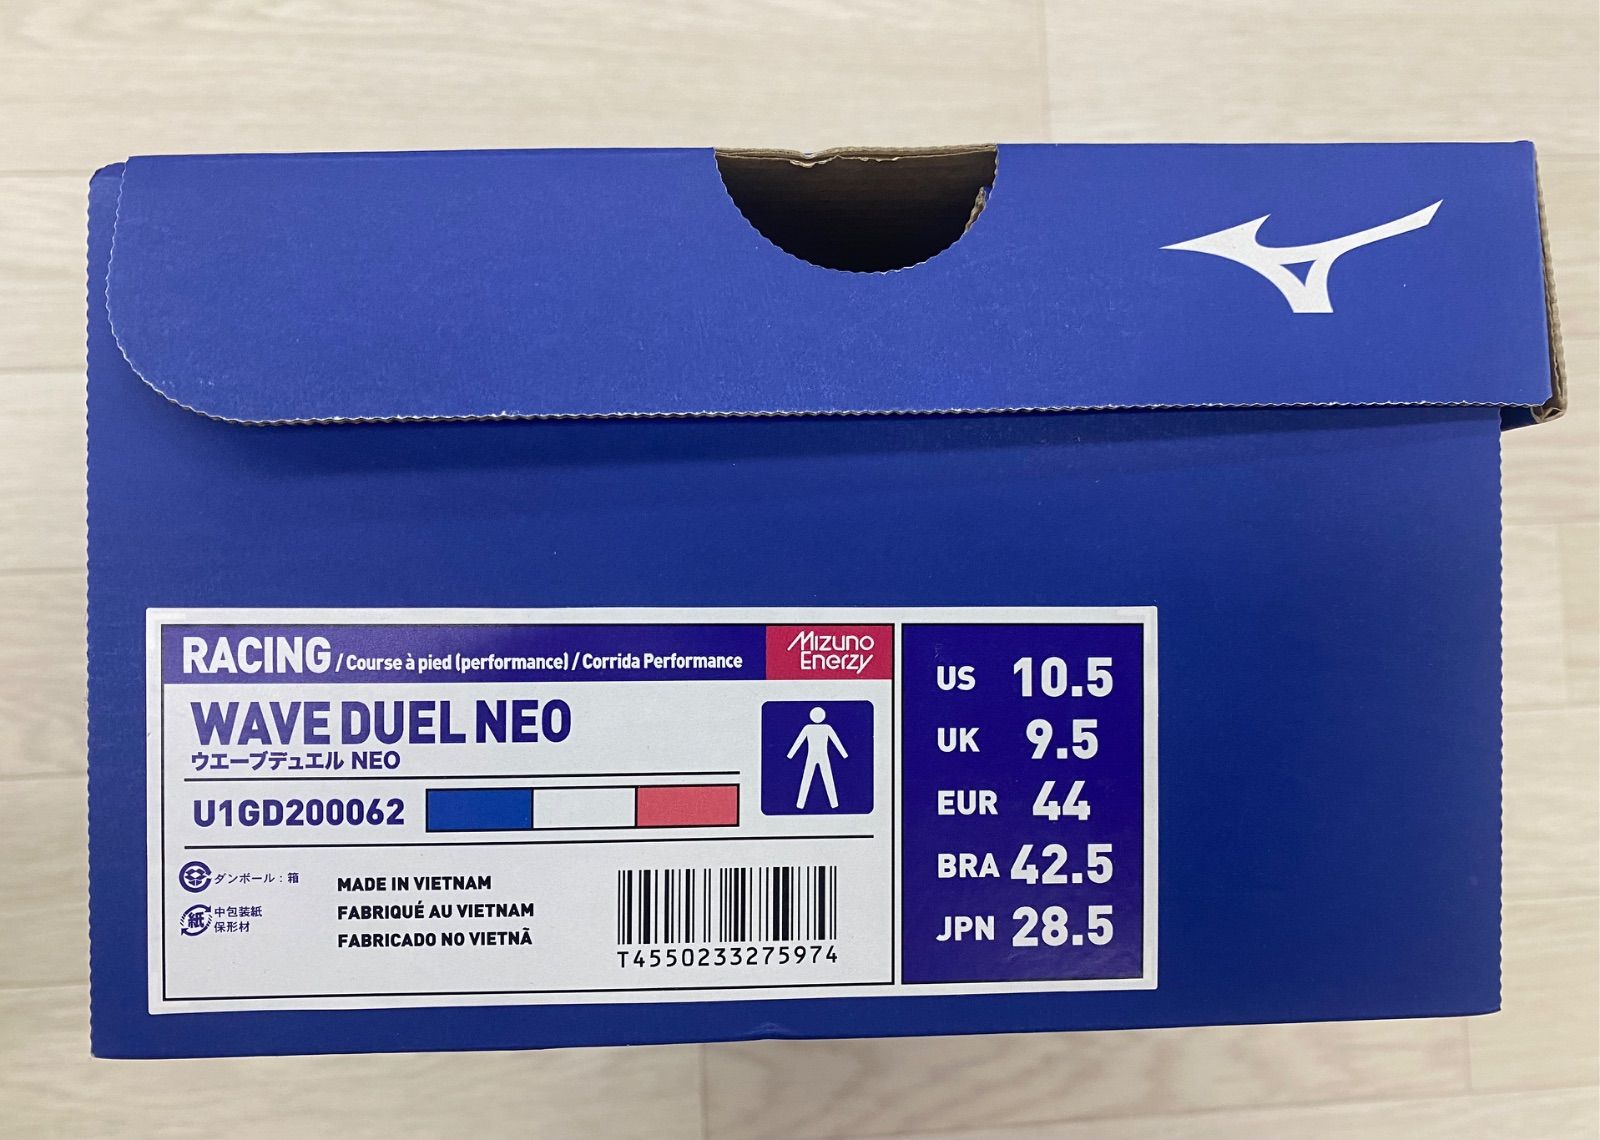 RACING / Course à pied (performance) / Corrida Performance
Mizuno
Enerzy
WAVE DUEL NEO
ウエーブデュエル NEO
U1GD200062
ダンボール：箱
紙
中包装紙
保形材
MADE IN VIETNAM
FABRIQUÉ AU VIETNAM
FABRICADO NO VIETNÃ
T4550233275974
US 10.5
UK 9.5
EUR 44
BRA 42.5
JPN 28.5